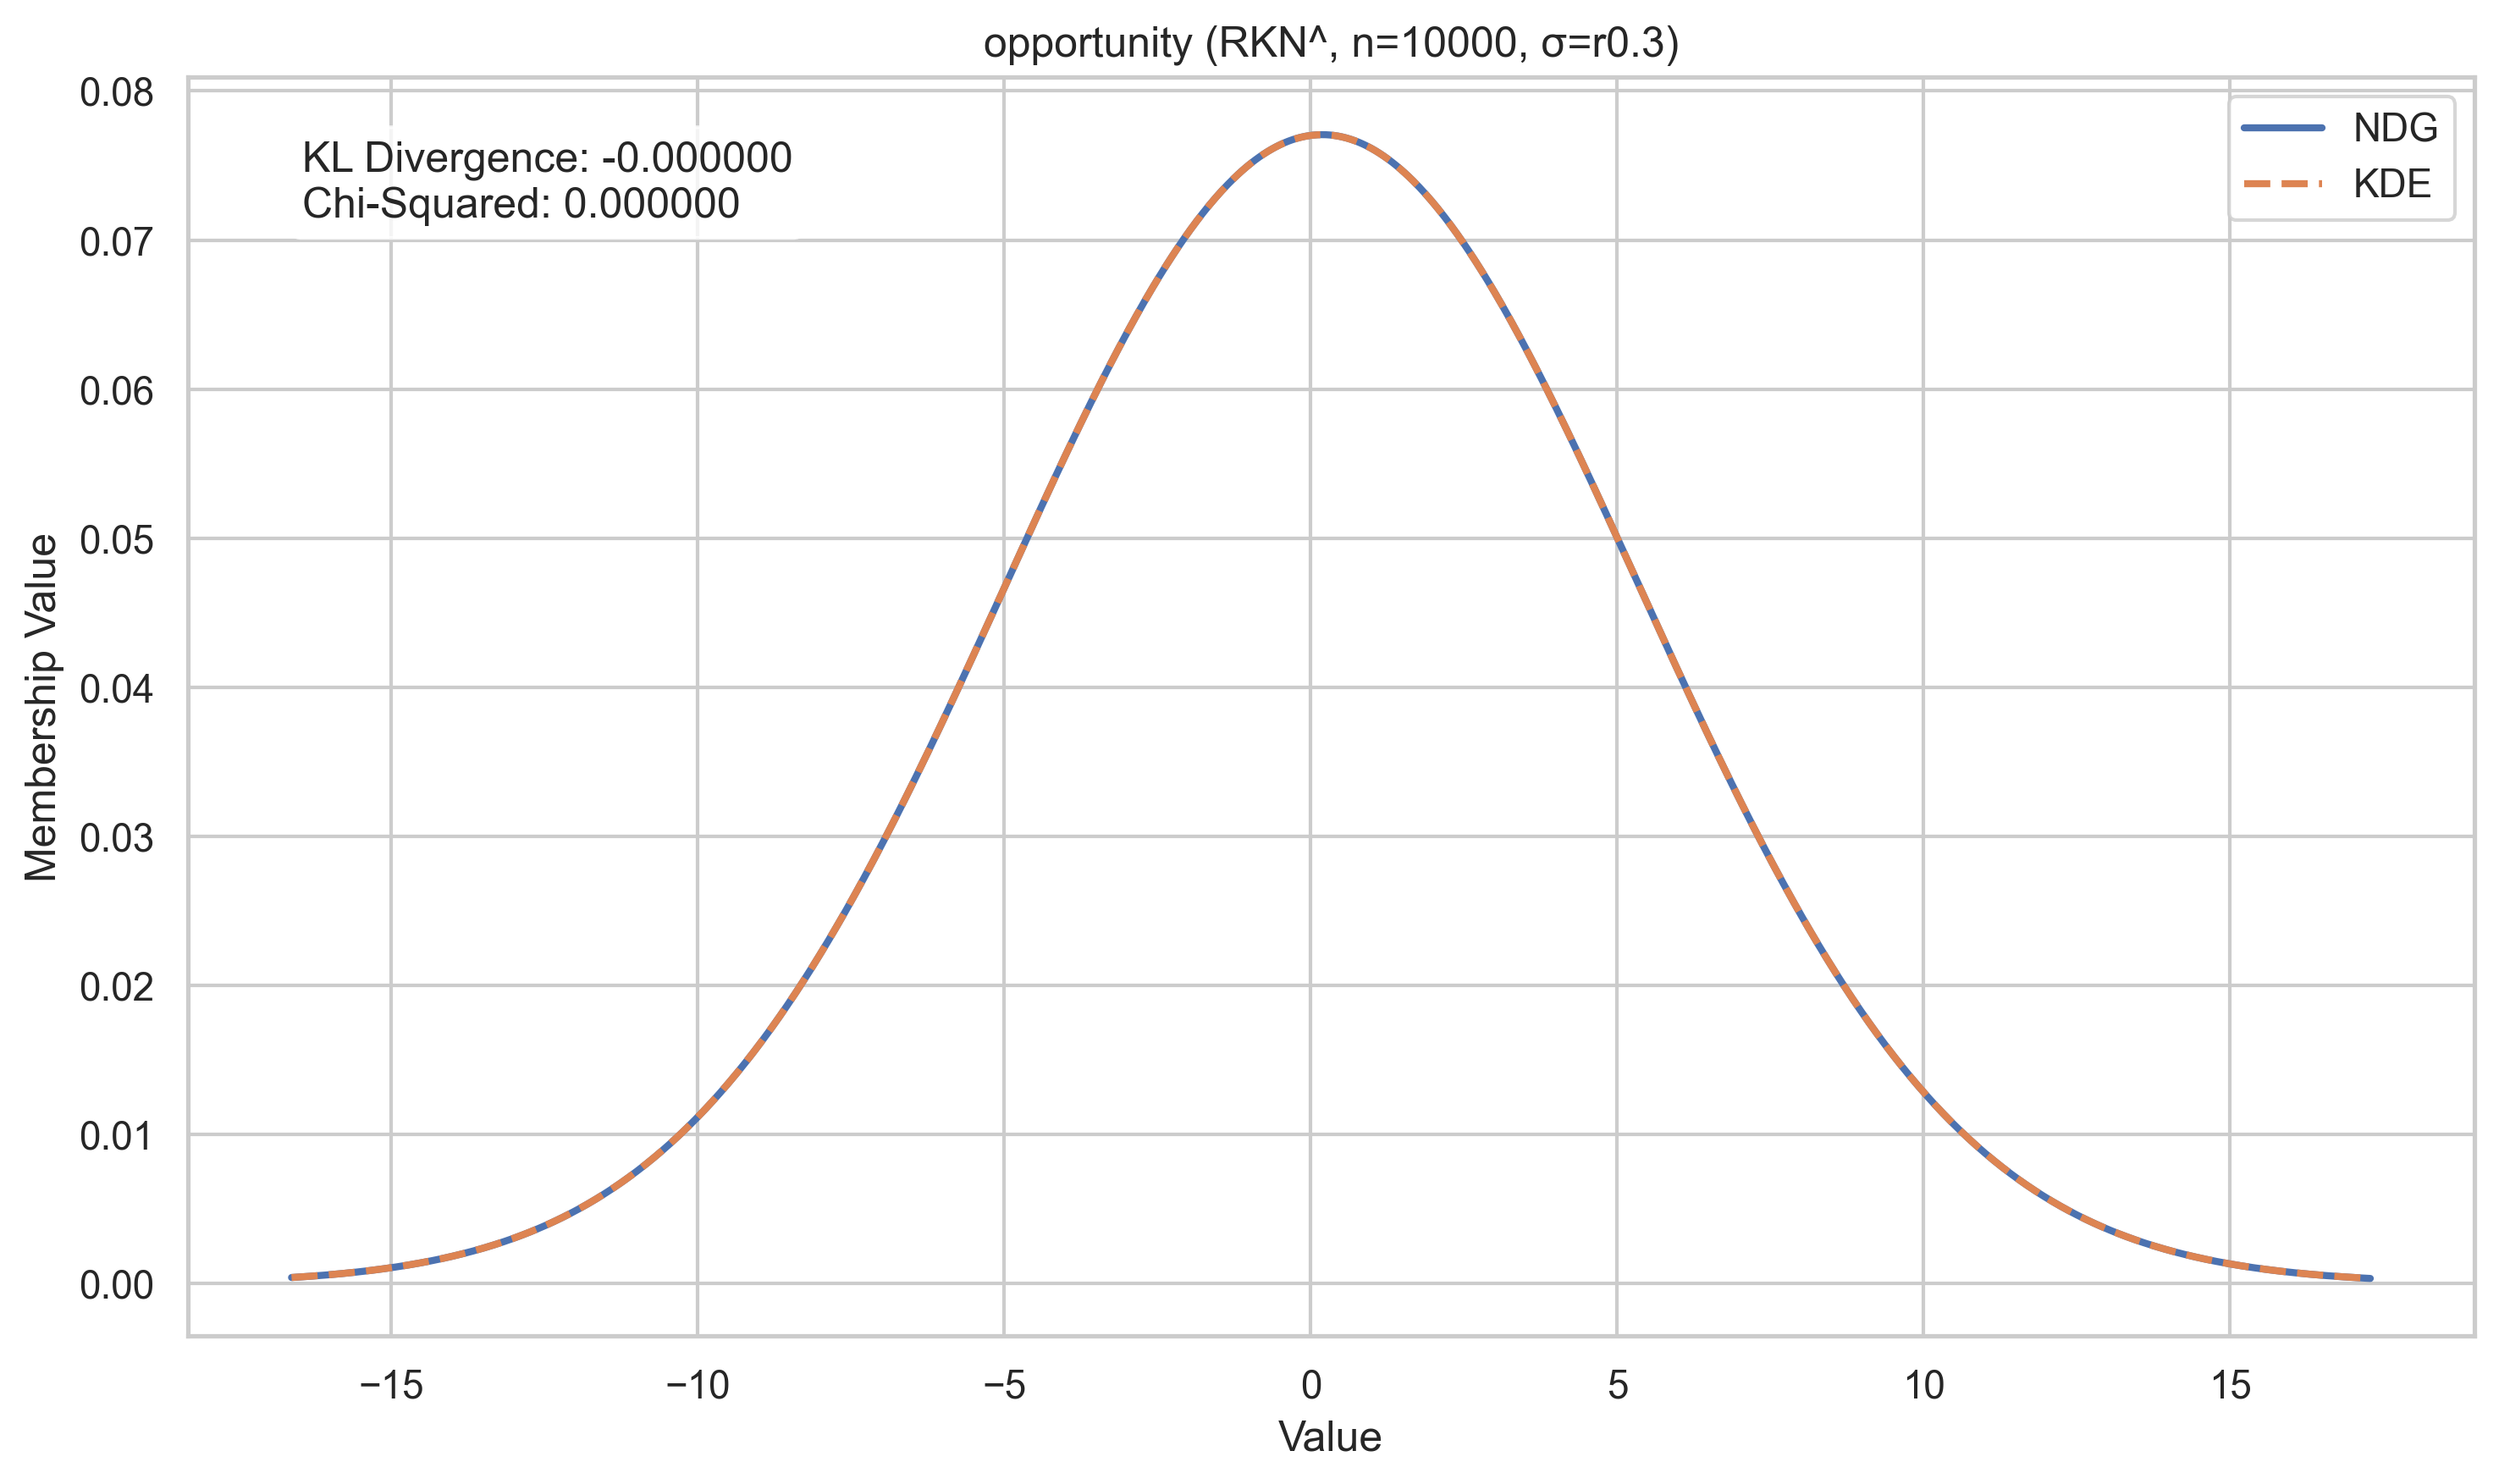 opportunity (RKN^, n=10000, σ=r0.3)
KL Divergence: -0.000000
Chi-Squared: 0.000000
NDG
KDE
Membership Value
0.08
0.07
0.06
0.05
0.04
0.03
0.02
0.01
0.00
−15
−10
−5
0
5
10
15
Value